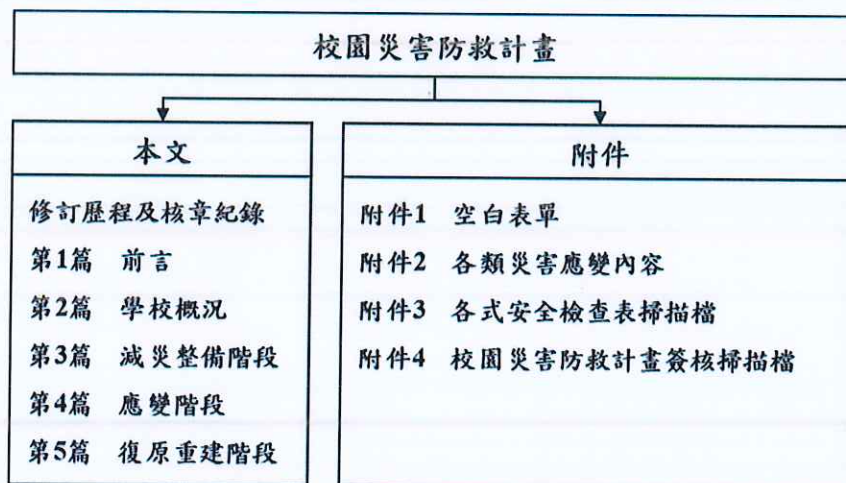 校園災害防救計畫
本文
修訂歷程及核章紀錄
第1篇 前言
第2篇 學校概況
第3篇 減災整備階段
第4篇 應變階段
第5篇 復原重建階段
附件
附件1 空白表單
附件2 各類災害應變內容
附件3 各式安全檢查表掃描檔
附件4 校園災害防救計畫簽核掃描檔